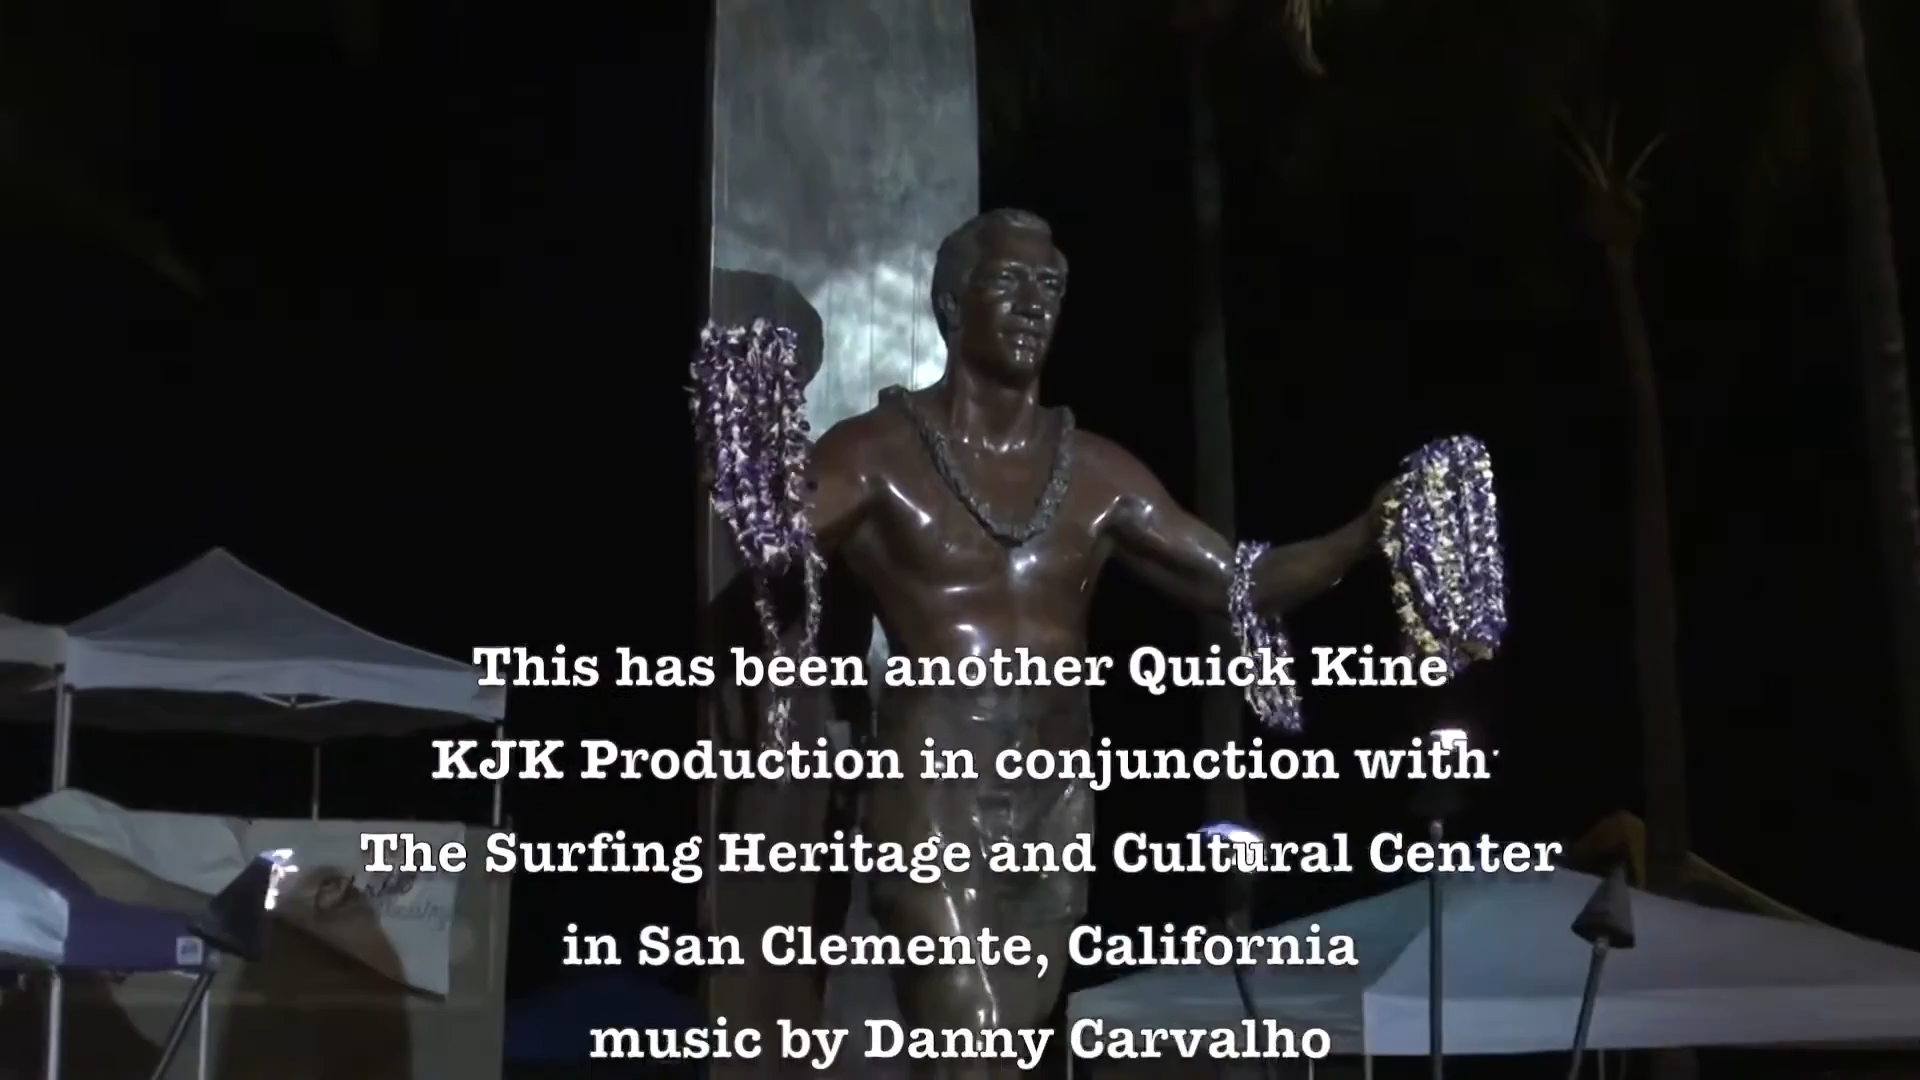 This has been another Quick Kine
KJK Production in conjunction with
The Surfing Heritage and Cultural Center
in San Clemente, California
music by Danny Carvalho